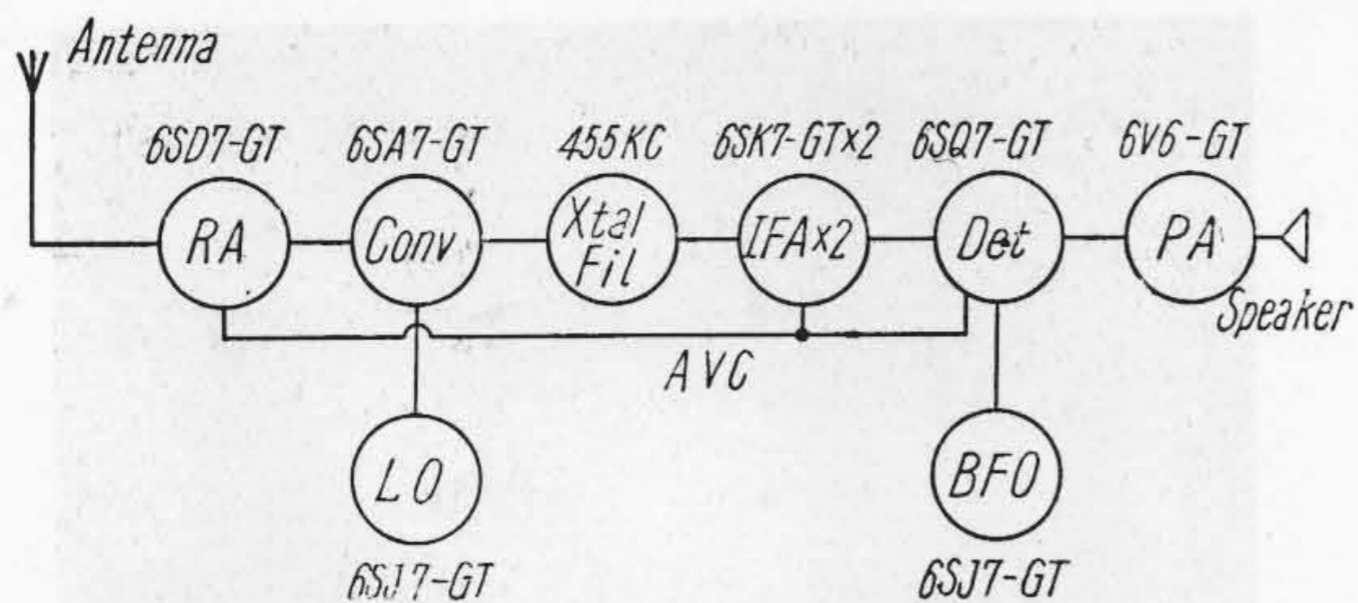 Antenna
6SD7-GT
6SA7-GT
455KC
6SK7-GT×2
6SQ7-GT
6V6-GT
RA
Conv
Xtal
Fil
IFA×2
Det
PA
Speaker
AVC
LO
BFO
6SJ7-GT
6SJ7-GT